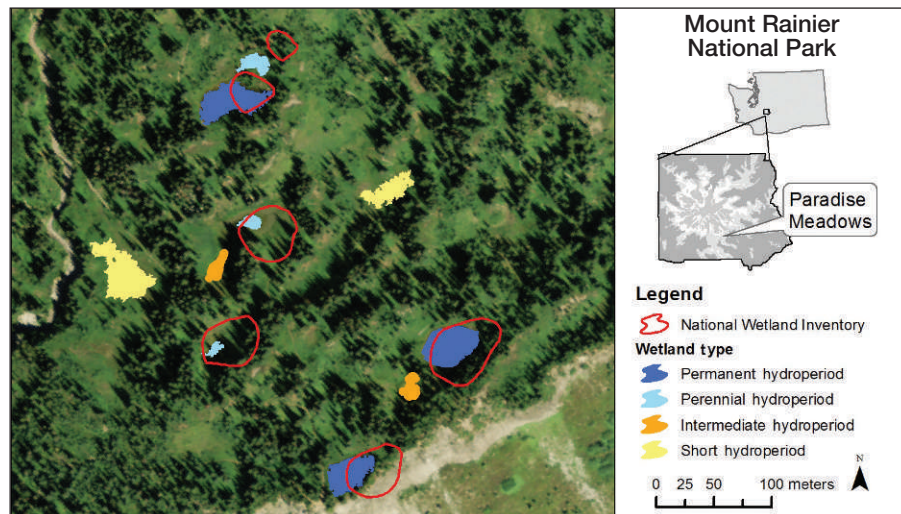 Mount Rainier
National Park
Paradise
Meadows
Legend
National Wetland Inventory
Wetland type
Permanent hydroperiod
Perennial hydroperiod
Intermediate hydroperiod
Short hydroperiod
N
0 25 50 100 meters